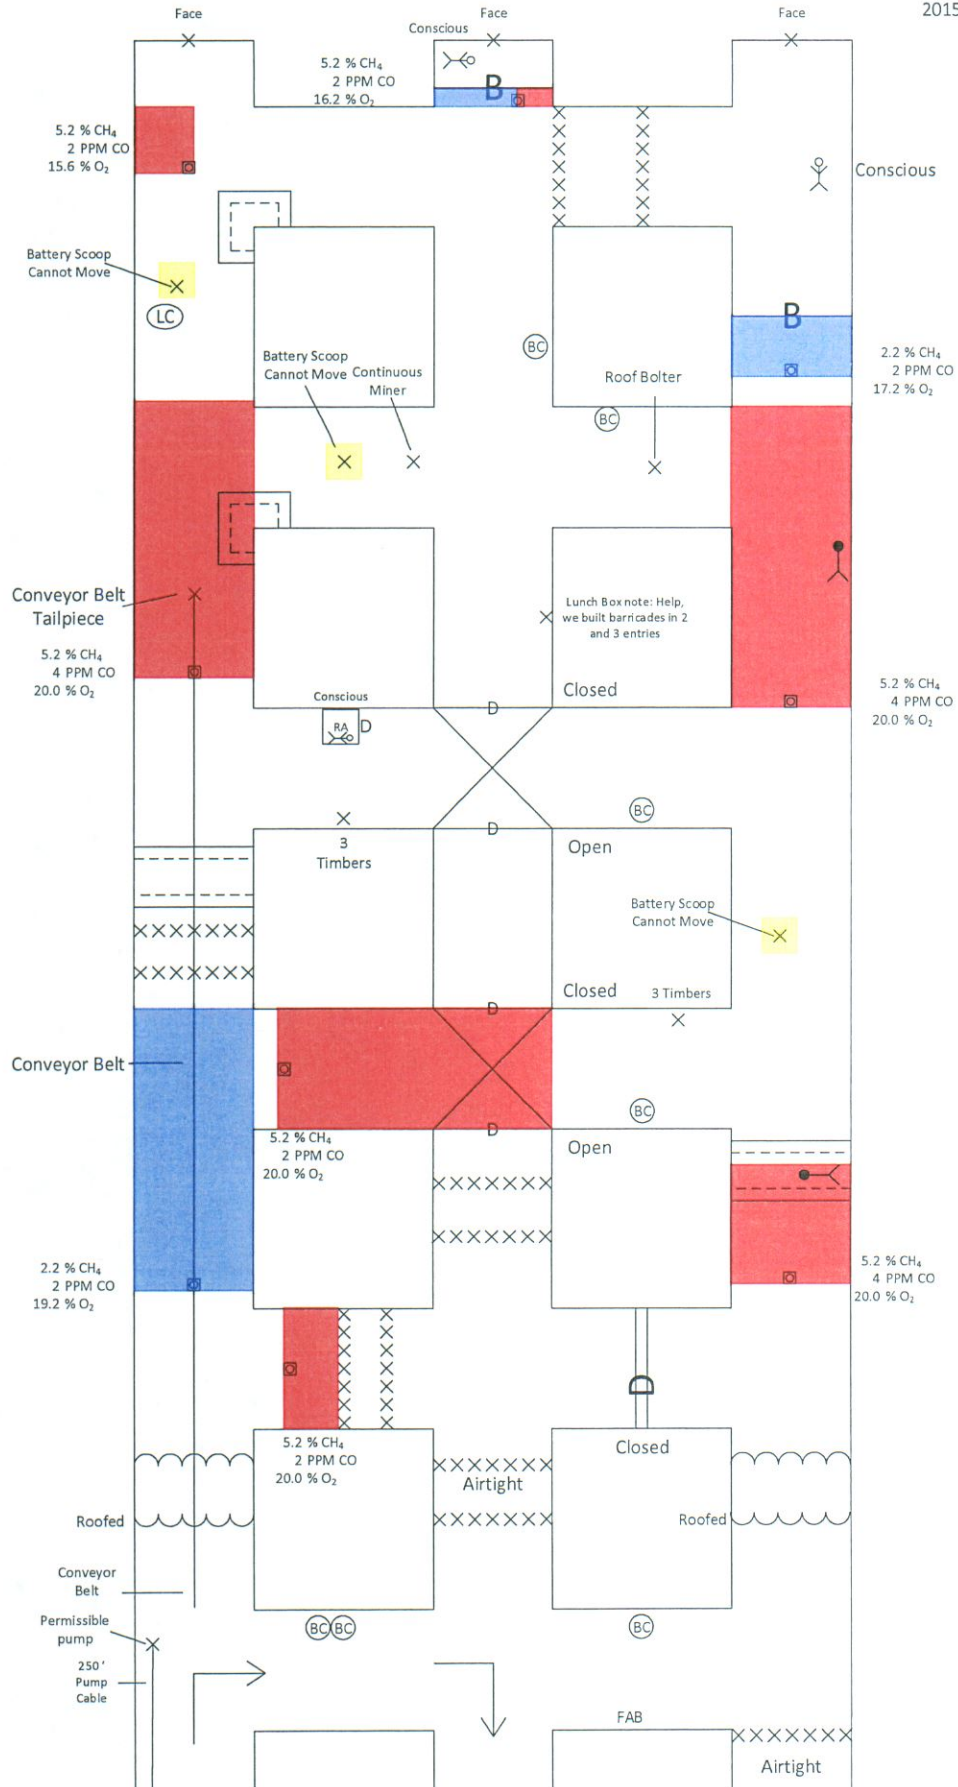 2015
Face
Face
Face
Conscious
5.2 % CH₄
2 PPM CO
16.2 % O₂
B
5.2 % CH₄
2 PPM CO
15.6 % O₂
Conscious
Battery Scoop
Cannot Move
LC
B
BC
2.2 % CH₄
2 PPM CO
17.2 % O₂
Battery Scoop
Cannot Move
Continuous
Miner
Roof Bolter
BC
Conveyor Belt
Tailpiece
Lunch Box note: Help,
we built barricades in 2
and 3 entries
5.2 % CH₄
4 PPM CO
20.0 % O₂
Closed
5.2 % CH₄
4 PPM CO
20.0 % O₂
Conscious
RA
D
D
BC
3
Timbers
D
Open
Battery Scoop
Cannot Move
Closed
3 Timbers
D
Conveyor Belt
BC
5.2 % CH₄
2 PPM CO
20.0 % O₂
D
Open
2.2 % CH₄
2 PPM CO
19.2 % O₂
5.2 % CH₄
4 PPM CO
20.0 % O₂
D
5.2 % CH₄
2 PPM CO
20.0 % O₂
Closed
Airtight
Roofed
Roofed
Conveyor
Belt
Permissible
pump
BC
BC
BC
250'
Pump
Cable
FAB
Airtight